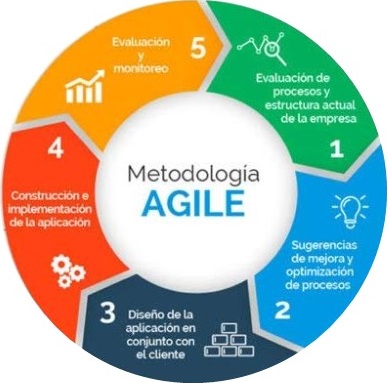 Metodología
AGILE
Evaluación de
procesos y
estructura actual
de la empresa
1
Sugerencias
de mejora y
optimización
de procesos
2
3
Diseño de la
aplicación en
conjunto con
el cliente
4
Construcción e
implementación
de la aplicación
Evaluación
y
monitoreo
5